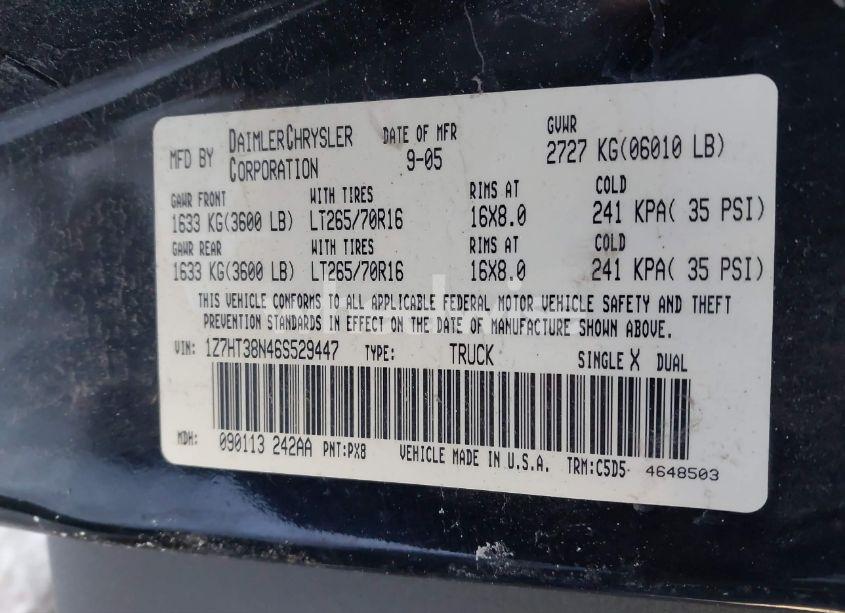 MFD BY DAIMLERCHRYSLER CORPORATION DATE OF MFR 9-05 GVWR 2727 KG(06010 LB)
GAWR FRONT WITH TIRES RIMS AT COLD
1633 KG(3600 LB) LT265/70R16 16X8.0 241 KPA( 35 PSI)
GAWR REAR WITH TIRES RIMS AT COLD
1633 KG(3600 LB) LT265/70R16 16X8.0 241 KPA( 35 PSI)
THIS VEHICLE CONFORMS TO ALL APPLICABLE FEDERAL MOTOR VEHICLE SAFETY AND THEFT
PREVENTION STANDARDS IN EFFECT ON THE DATE OF MANUFACTURE SHOWN ABOVE.
VIN: 1Z7HT38N46S529447 TYPE: TRUCK SINGLE X DUAL
MDH: 090113 242AA PNT:PX8 VEHICLE MADE IN U.S.A. TRM:C5D5- 4648503